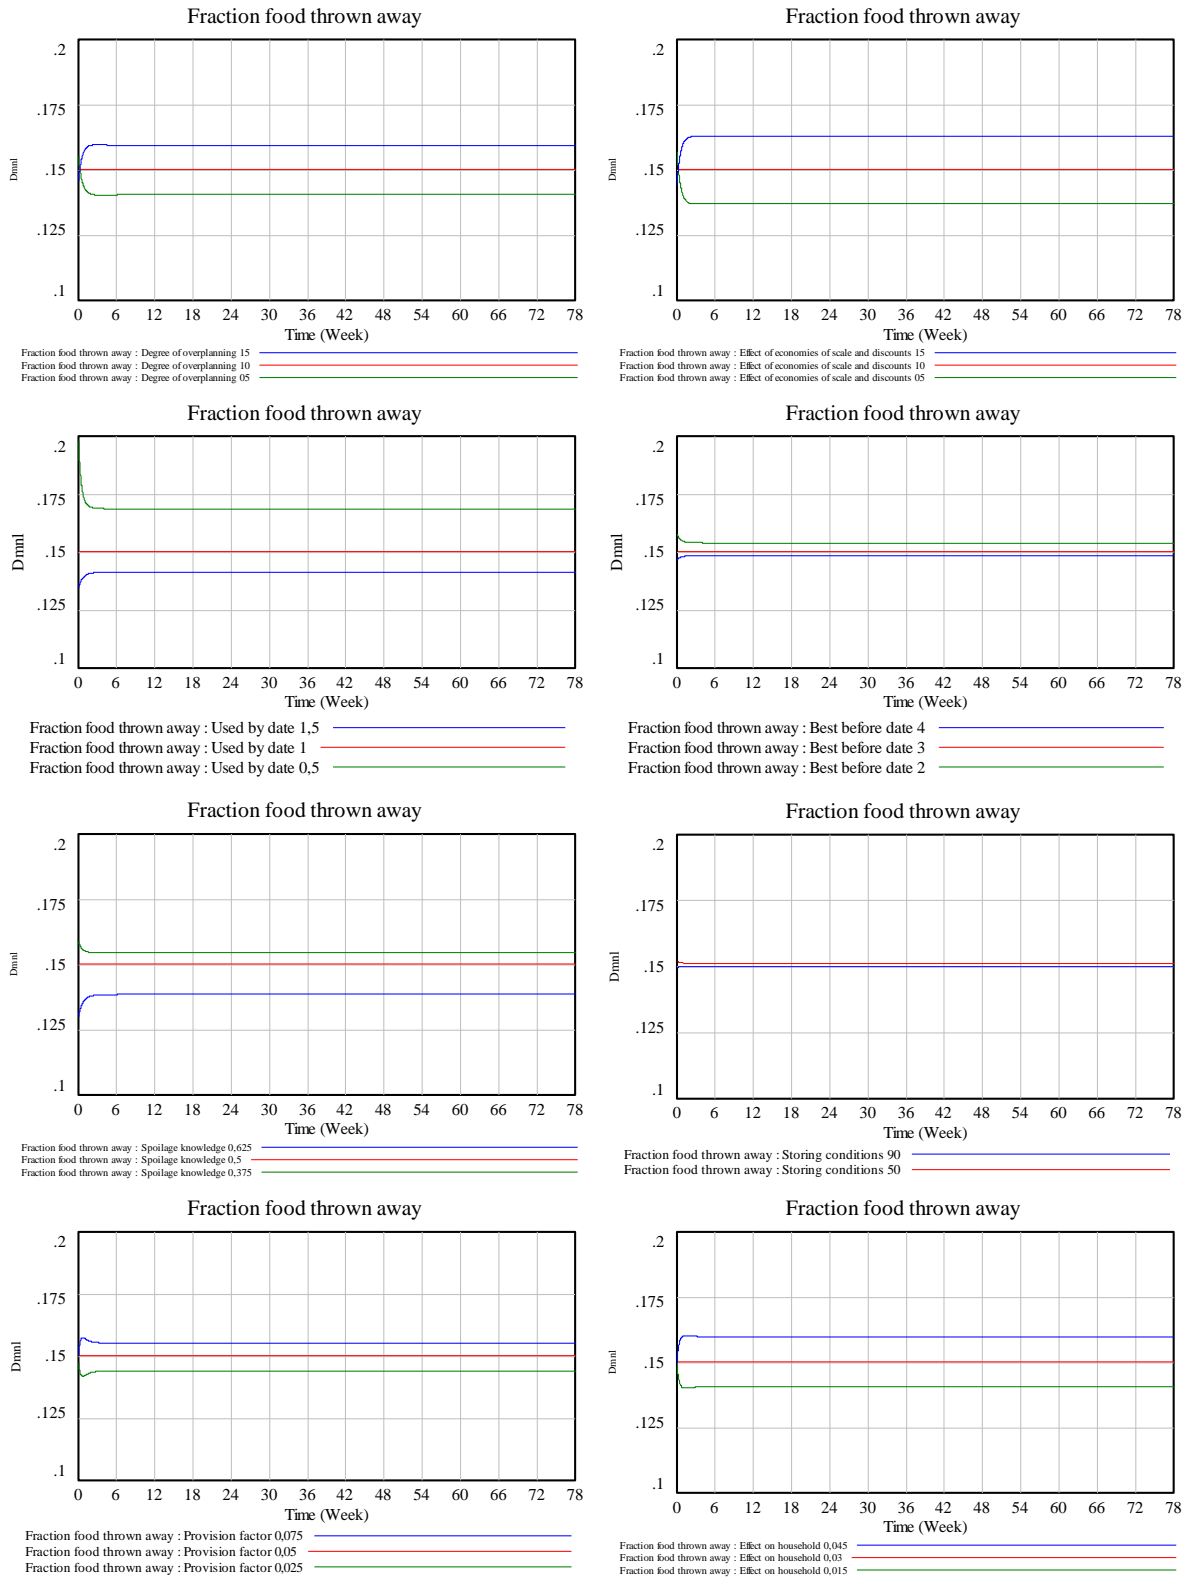 Fraction food thrown away
.2
.175
.15
.125
.1
Dmnl
0 6 12 18 24 30 36 42 48 54 60 66 72 78
Time (Week)
Fraction food thrown away : Degree of overplanning 15
Fraction food thrown away : Degree of overplanning 10
Fraction food thrown away : Degree of overplanning 05
Fraction food thrown away
.2
.175
.15
.125
.1
Dmnl
0 6 12 18 24 30 36 42 48 54 60 66 72 78
Time (Week)
Fraction food thrown away : Effect of economies of scale and discounts 15
Fraction food thrown away : Effect of economies of scale and discounts 10
Fraction food thrown away : Effect of economies of scale and discounts 05
Fraction food thrown away
.2
.175
.15
.125
.1
Dmnl
0 6 12 18 24 30 36 42 48 54 60 66 72 78
Time (Week)
Fraction food thrown away : Used by date 1,5
Fraction food thrown away : Used by date 1
Fraction food thrown away : Used by date 0,5
Fraction food thrown away
.2
.175
.15
.125
.1
Dmnl
0 6 12 18 24 30 36 42 48 54 60 66 72 78
Time (Week)
Fraction food thrown away : Best before date 4
Fraction food thrown away : Best before date 3
Fraction food thrown away : Best before date 2
Fraction food thrown away
.2
.175
.15
.125
.1
Dmnl
0 6 12 18 24 30 36 42 48 54 60 66 72 78
Time (Week)
Fraction food thrown away : Spoilage knowledge 0,625
Fraction food thrown away : Spoilage knowledge 0,5
Fraction food thrown away : Spoilage knowledge 0,375
Fraction food thrown away
.2
.175
.15
.125
.1
Dmnl
0 6 12 18 24 30 36 42 48 54 60 66 72 78
Time (Week)
Fraction food thrown away : Storing conditions 90
Fraction food thrown away : Storing conditions 50
Fraction food thrown away
.2
.175
.15
.125
.1
Dmnl
0 6 12 18 24 30 36 42 48 54 60 66 72 78
Time (Week)
Fraction food thrown away : Provision factor 0,075
Fraction food thrown away : Provision factor 0,05
Fraction food thrown away : Provision factor 0,025
Fraction food thrown away
.2
.175
.15
.125
.1
Dmnl
0 6 12 18 24 30 36 42 48 54 60 66 72 78
Time (Week)
Fraction food thrown away : Effect on household 0,045
Fraction food thrown away : Effect on household 0,03
Fraction food thrown away : Effect on household 0,015